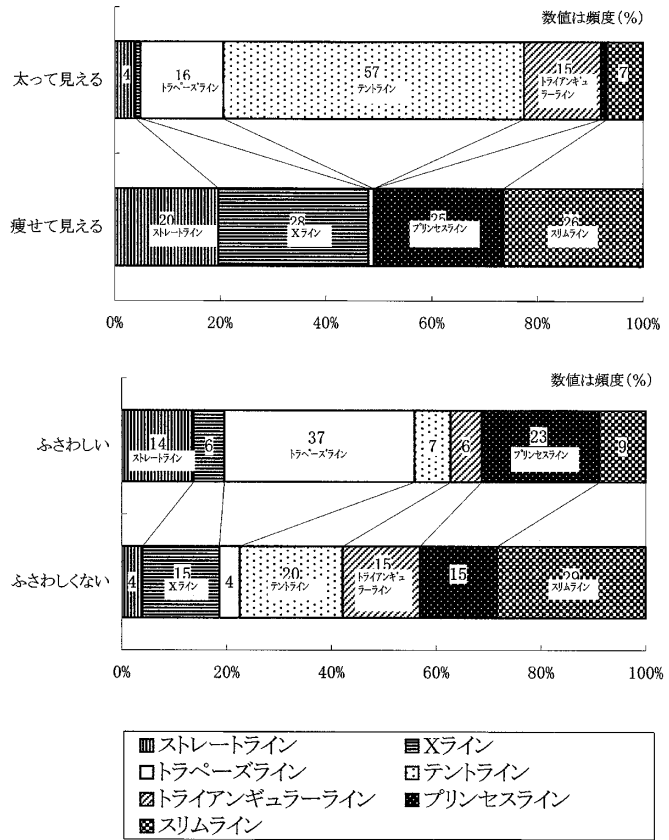 数値は頻度(%)
太って見える
4
16
トラペーズライン
57
テントライン
15
トライアンギュ
ラーライン
7
痩せて見える
20
ストレートライン
28
Xライン
25
プリンセスライン
26
スリムライン
0% 20% 40% 60% 80% 100%
数値は頻度(%)
ふさわしい
14
ストレートライン
6
37
トラペーズライン
7
6
23
プリンセスライン
9
ふさわしくない
4
15
Xライン
4
20
テントライン
15
トライアンギュ
ラーライン
15
29
スリムライン
0% 20% 40% 60% 80% 100%
ストレートライン Xライン
トラペーズライン テントライン
トライアンギュラーライン プリンセスライン
スリムライン